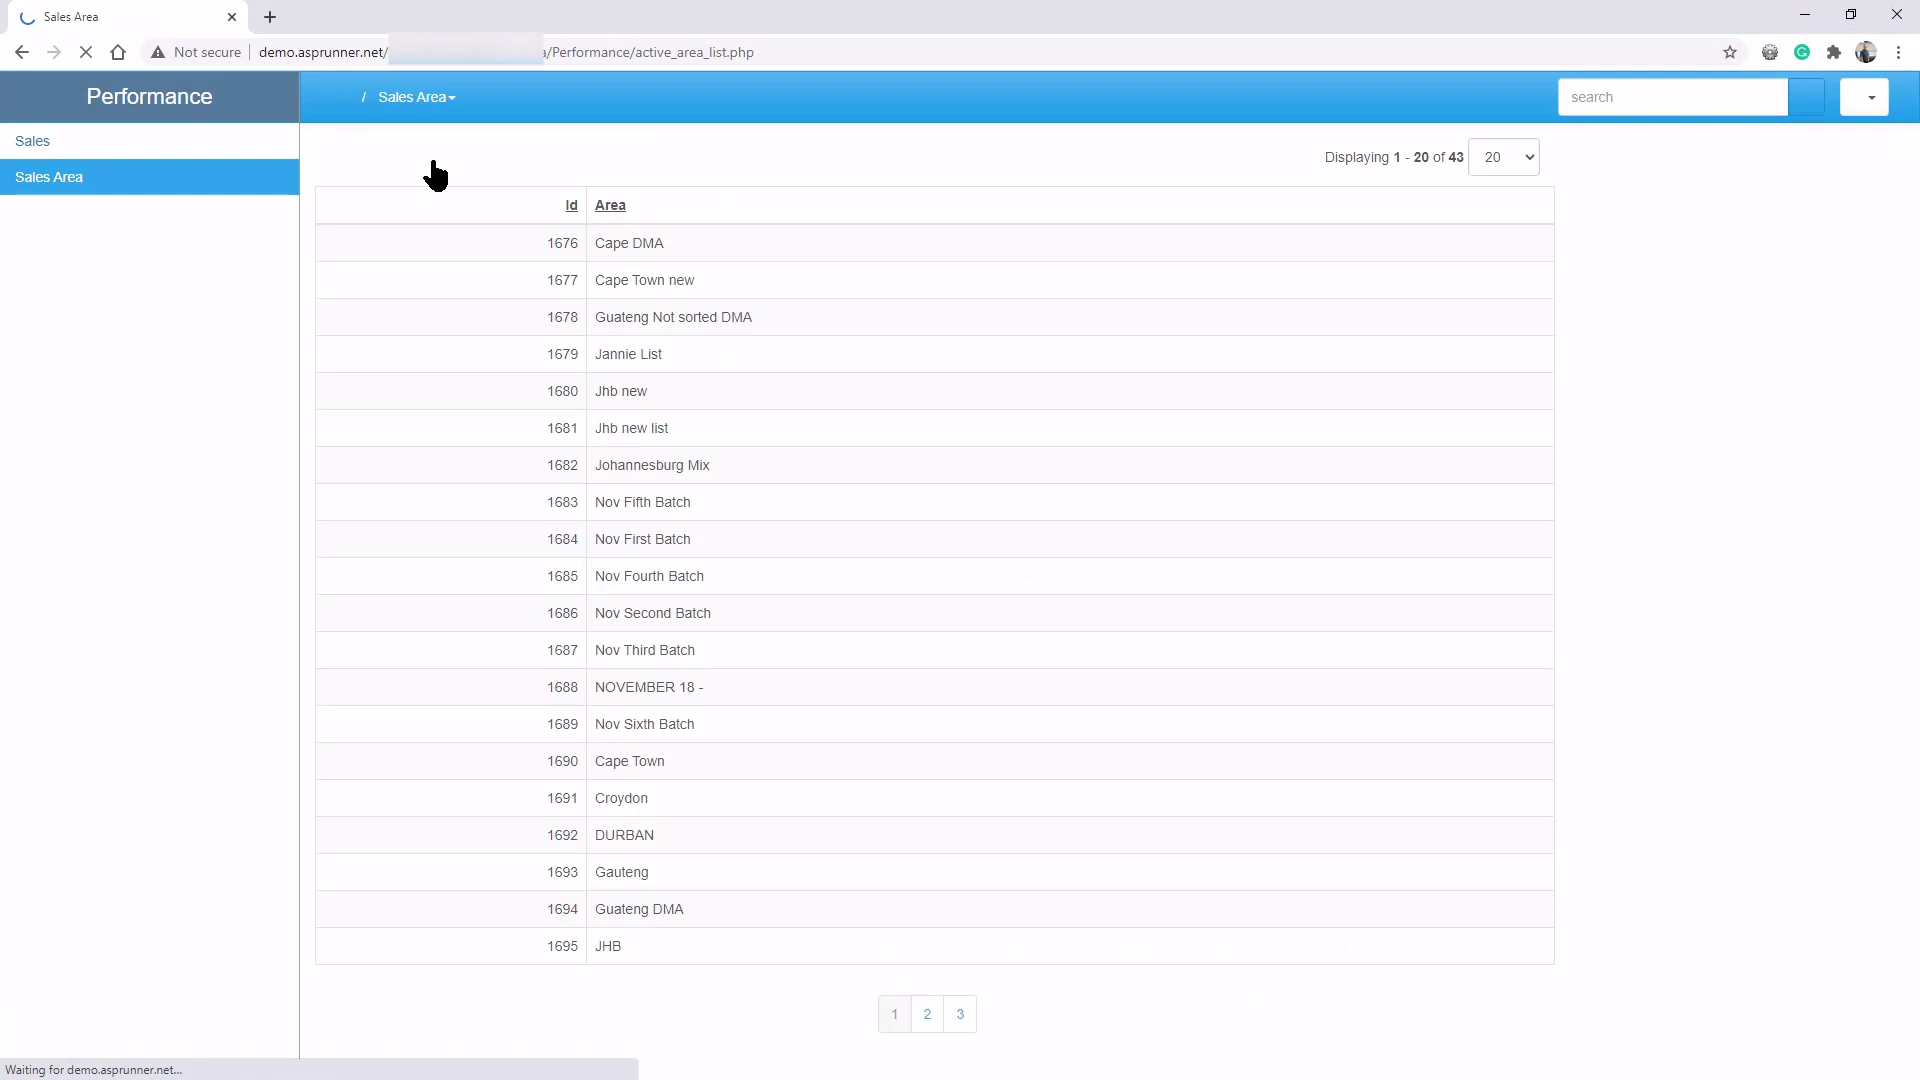 Sales Area
Not secure demo.asprunner.net/ a/Performance/active_area_list.php
Performance
/ Sales Area
search
Sales
Sales Area
Displaying 1 - 20 of 43 20
Id Area
1676 Cape DMA
1677 Cape Town new
1678 Guateng Not sorted DMA
1679 Jannie List
1680 Jhb new
1681 Jhb new list
1682 Johannesburg Mix
1683 Nov Fifth Batch
1684 Nov First Batch
1685 Nov Fourth Batch
1686 Nov Second Batch
1687 Nov Third Batch
1688 NOVEMBER 18 -
1689 Nov Sixth Batch
1690 Cape Town
1691 Croydon
1692 DURBAN
1693 Gauteng
1694 Guateng DMA
1695 JHB
1 2 3
Waiting for demo.asprunner.net...